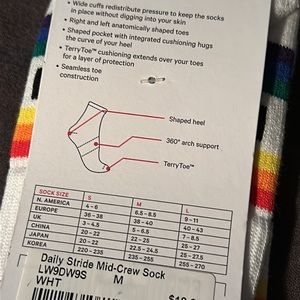 • Wide cuffs redistribute pressure to keep the socks
in place without digging into your skin
• Right and left anatomically shaped toes
• Shaped pocket with integrated cushioning hugs
the curve of your heel
• TerryToe™ cushioning extends over your toes
for a layer of protection
• Seamless toe
construction
Shaped heel
360° arch support
TerryToe™
SOCK SIZE S M L
N. AMERICA 4–6 6.5–8.5 9–11
EUROPE 36–38 38–40 40–43
UK 3–4.5 5–6.5 7–8.5
CHINA 20–22 22–25 25–27
JAPAN 20–22 22.5–24.5 25–27.5
KOREA 220–235 235–255 255–270
Daily Stride Mid-Crew Sock
LW9DW9S M
WHT